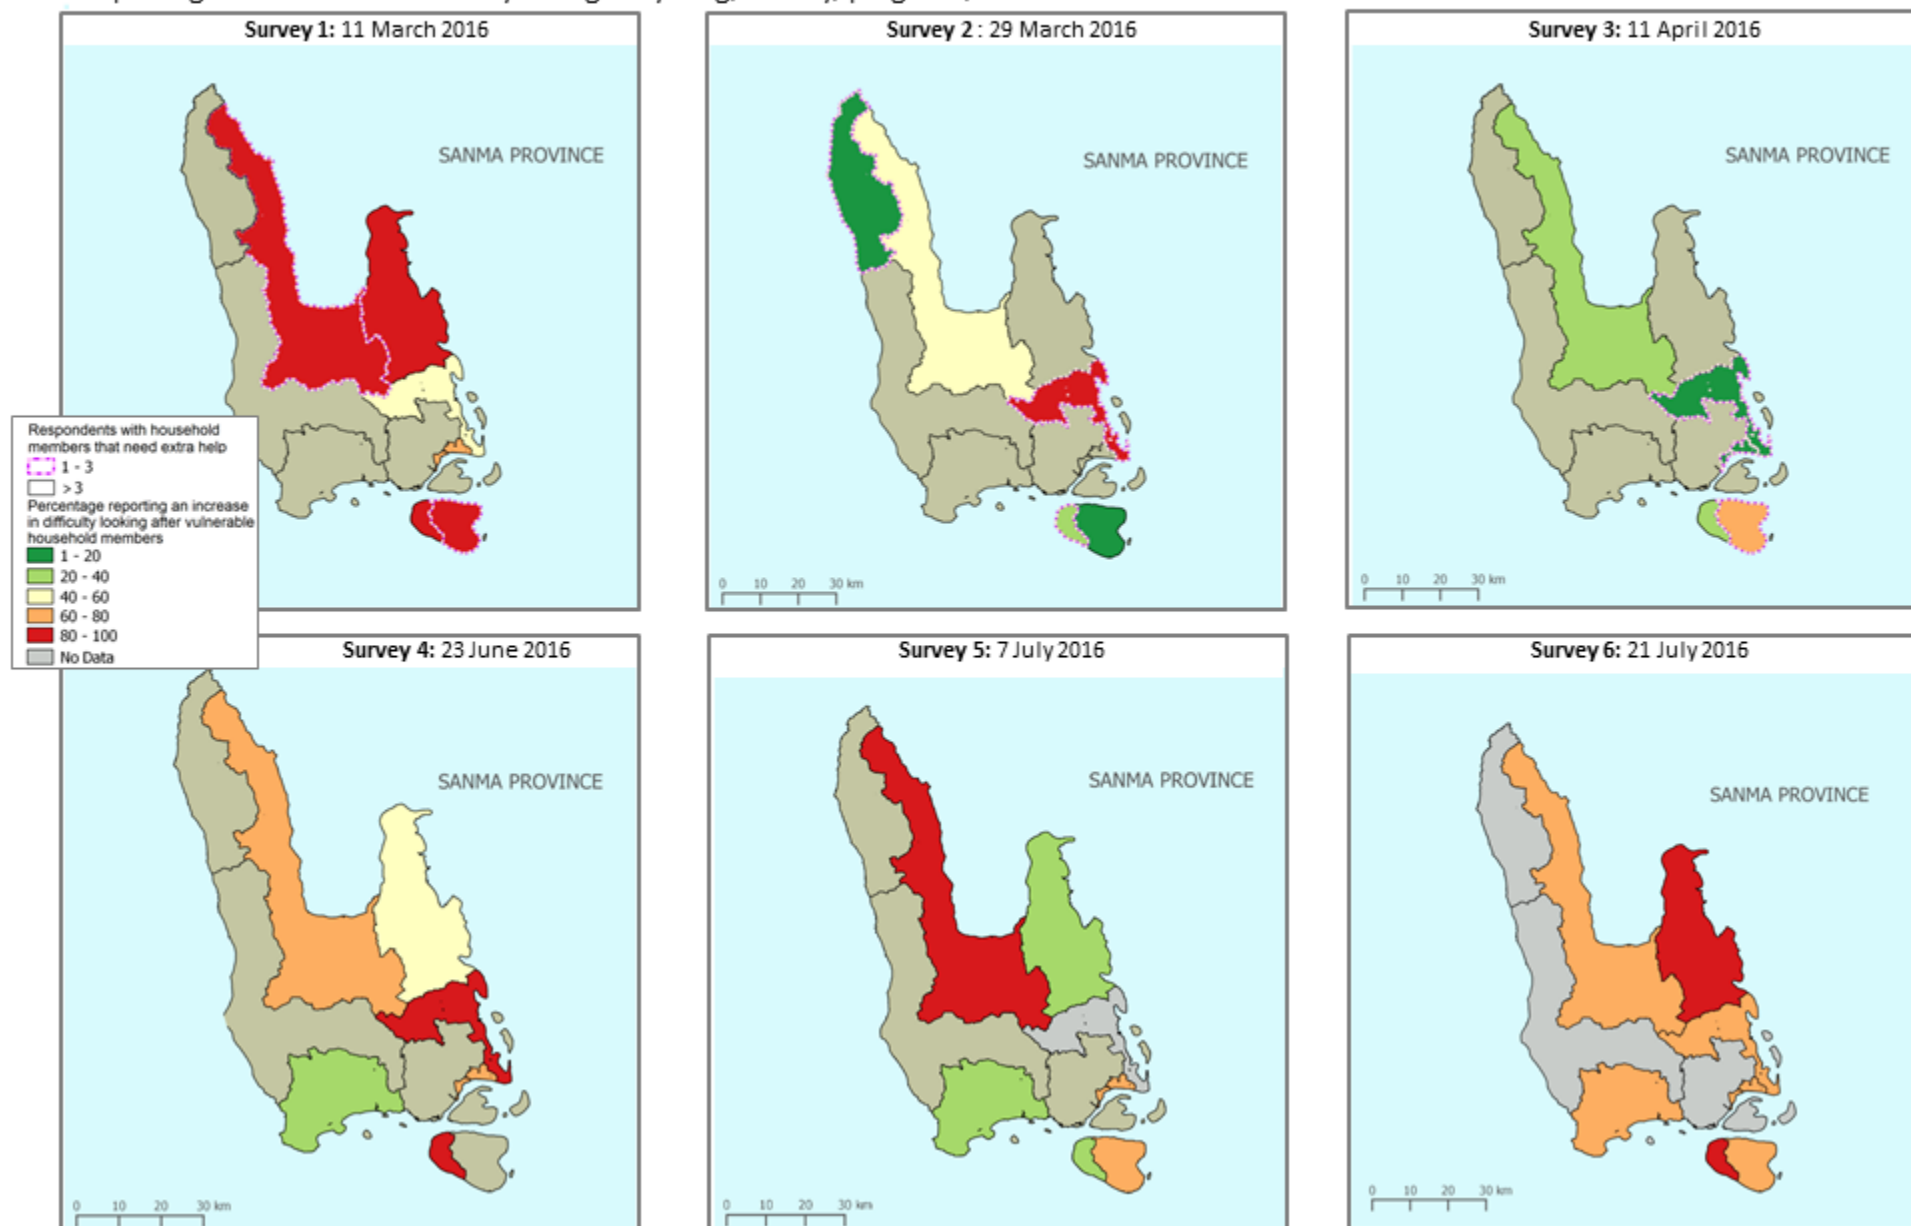 Survey 1: 11 March 2016
Survey 2 : 29 March 2016
Survey 3: 11 April 2016
SANMA PROVINCE
SANMA PROVINCE
SANMA PROVINCE
Respondents with household
members that need extra help
1 - 3
> 3
Percentage reporting an increase
in difficulty looking after vulnerable
household members
1 - 20
20 - 40
40 - 60
60 - 80
80 - 100
No Data
0 10 20 30 km
0 10 20 30 km
Survey 4: 23 June 2016
Survey 5: 7 July 2016
Survey 6: 21 July 2016
SANMA PROVINCE
SANMA PROVINCE
SANMA PROVINCE
0 10 20 30 km
0 10 20 30 km
0 10 20 30 km